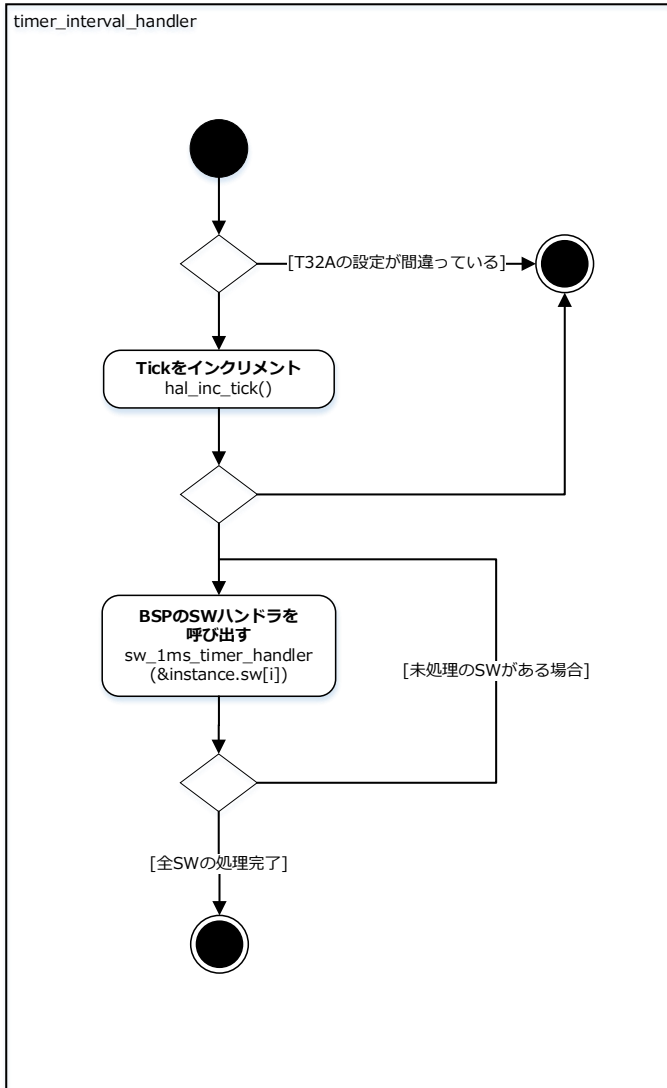 timer_interval_handler
[T32Aの設定が間違っている]
Tickをインクリメント
hal_inc_tick()
BSPのSWハンドラを
呼び出す
sw_1ms_timer_handler
(&instance.sw[i])
[未処理のSWがある場合]
[全SWの処理完了]